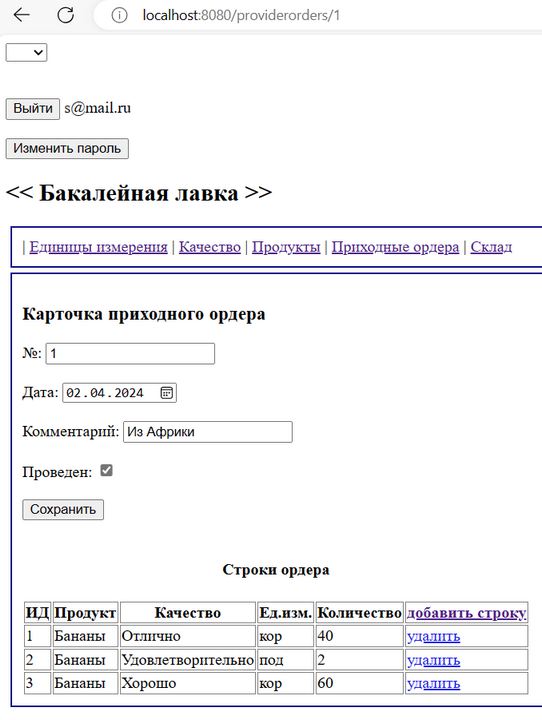 localhost:8080/providerorders/1
Выйти s@mail.ru
Изменить пароль
<< Бакалейная лавка >>
| Единицы измерения | Качество | Продукты | Приходные ордера | Склад
Карточка приходного ордера
№: 1
Дата: 02.04.2024
Комментарий: Из Африки
Проведен:
Сохранить
Строки ордера
ИД Продукт Качество Ед.изм. Количество добавить строку
1 Бананы Отлично кор 40 удалить
2 Бананы Удовлетворительно под 2 удалить
3 Бананы Хорошо кор 60 удалить